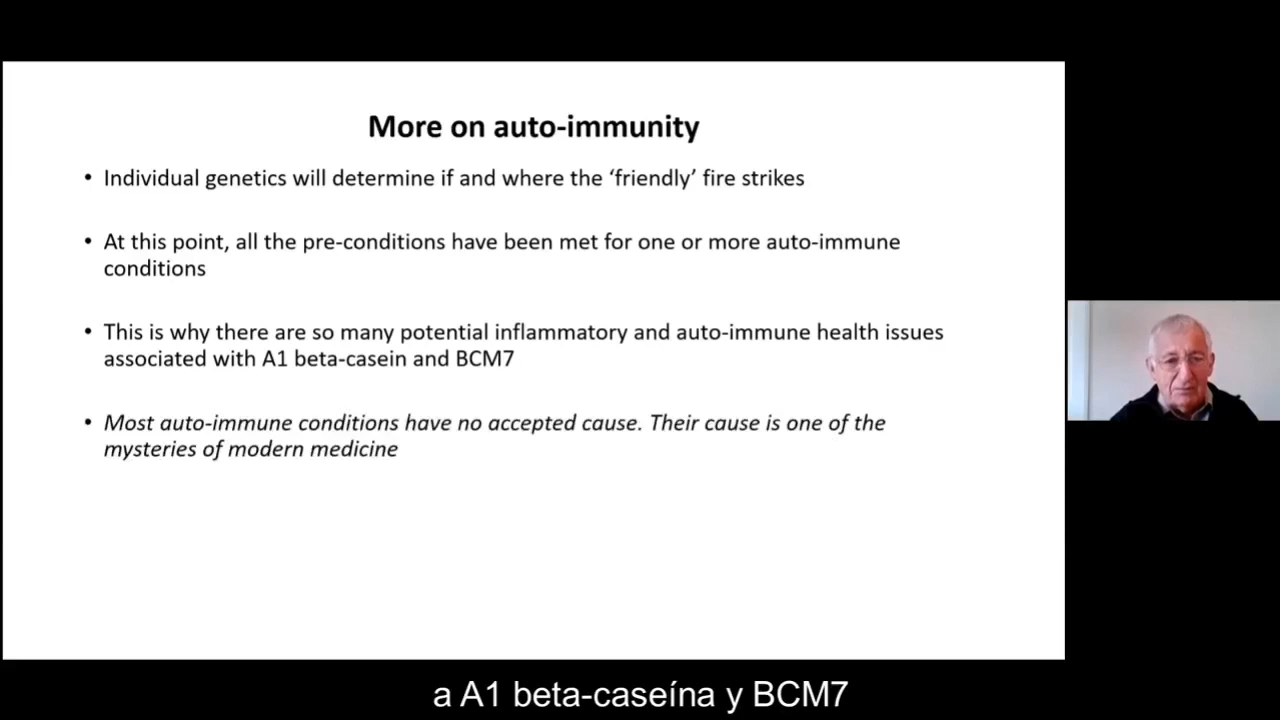 More on auto-immunity
• Individual genetics will determine if and where the ‘friendly’ fire strikes
• At this point, all the pre-conditions have been met for one or more auto-immune
conditions
• This is why there are so many potential inflammatory and auto-immune health issues
associated with A1 beta-casein and BCM7
• Most auto-immune conditions have no accepted cause. Their cause is one of the
mysteries of modern medicine
a A1 beta-caseína y BCM7